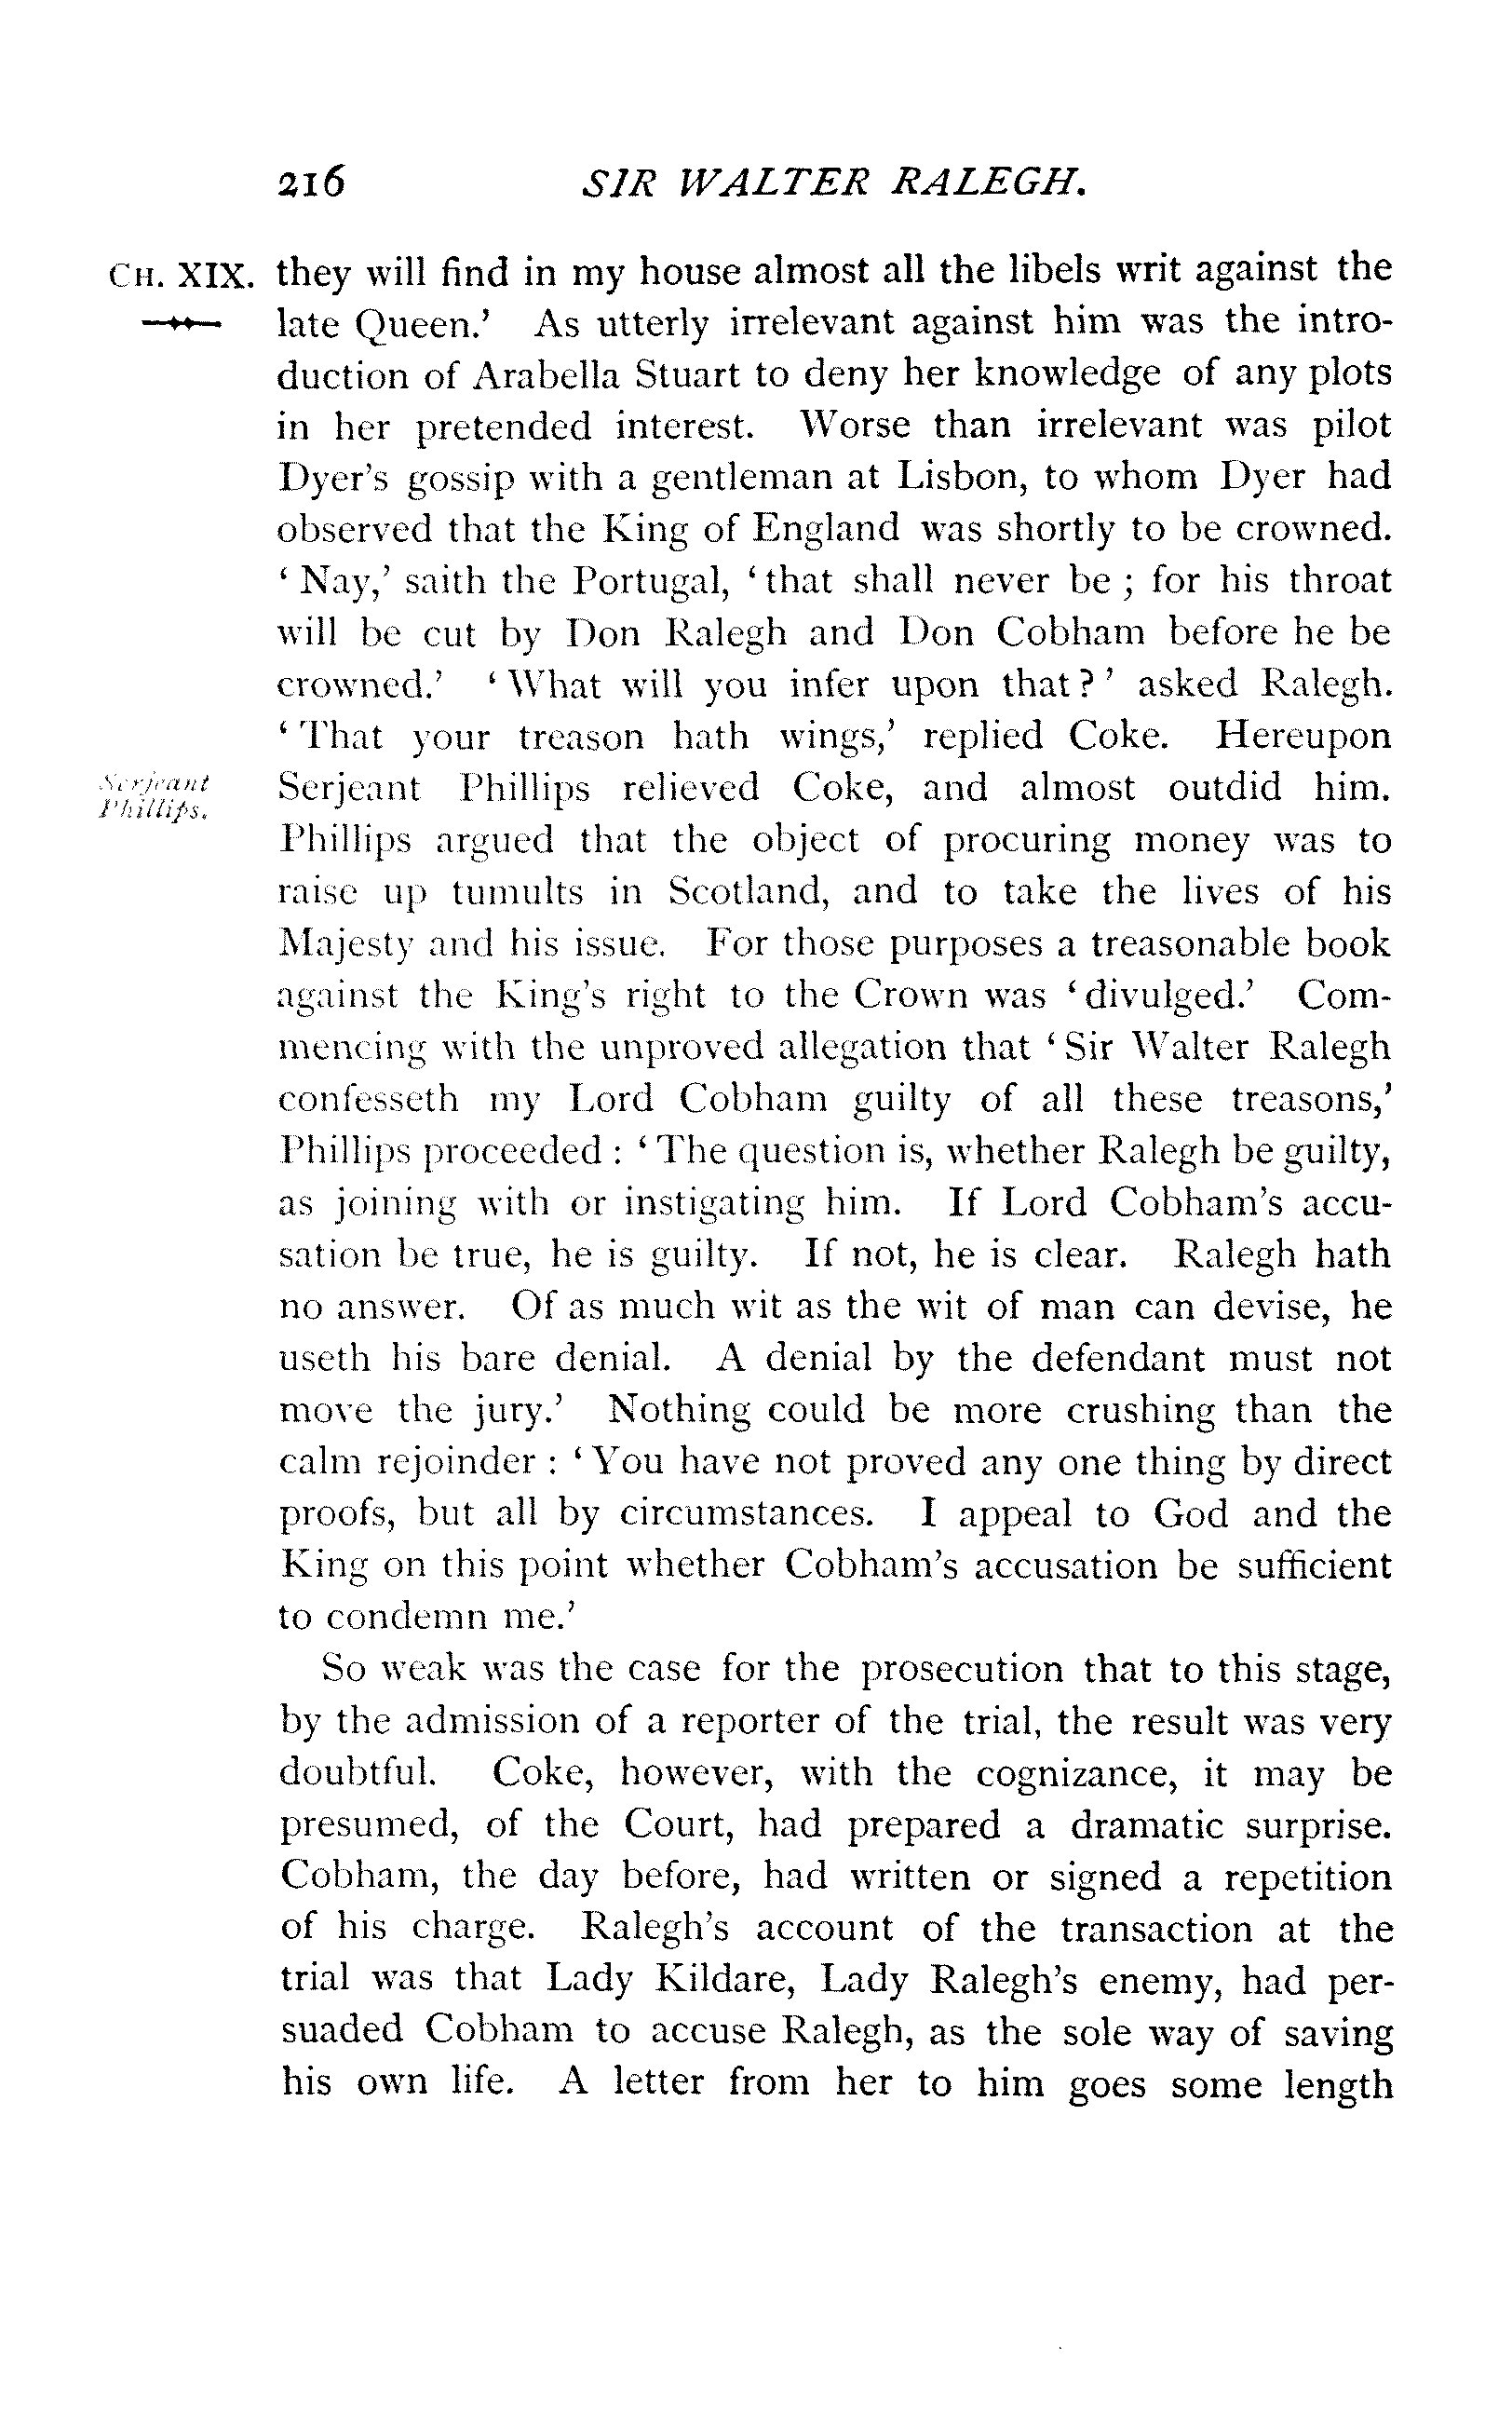 216 SIR WALTER RALEGH.
CH. XIX. they will find in my house almost all the libels writ against the
late Queen.’ As utterly irrelevant against him was the intro-
duction of Arabella Stuart to deny her knowledge of any plots
in her pretended interest. Worse than irrelevant was pilot
Dyer’s gossip with a gentleman at Lisbon, to whom Dyer had
observed that the King of England was shortly to be crowned.
‘Nay,’ saith the Portugal, ‘that shall never be; for his throat
will be cut by Don Ralegh and Don Cobham before he be
crowned.’ ‘What will you infer upon that?’ asked Ralegh.
‘That your treason hath wings,’ replied Coke. Hereupon
Serjeant
Phillips.
Serjeant Phillips relieved Coke, and almost outdid him.
Phillips argued that the object of procuring money was to
raise up tumults in Scotland, and to take the lives of his
Majesty and his issue. For those purposes a treasonable book
against the King’s right to the Crown was ‘divulged.’ Com-
mencing with the unproved allegation that ‘Sir Walter Ralegh
confesseth my Lord Cobham guilty of all these treasons,’
Phillips proceeded: ‘The question is, whether Ralegh be guilty,
as joining with or instigating him. If Lord Cobham’s accu-
sation be true, he is guilty. If not, he is clear. Ralegh hath
no answer. Of as much wit as the wit of man can devise, he
useth his bare denial. A denial by the defendant must not
move the jury.’ Nothing could be more crushing than the
calm rejoinder: ‘You have not proved any one thing by direct
proofs, but all by circumstances. I appeal to God and the
King on this point whether Cobham’s accusation be sufficient
to condemn me.’
So weak was the case for the prosecution that to this stage,
by the admission of a reporter of the trial, the result was very
doubtful. Coke, however, with the cognizance, it may be
presumed, of the Court, had prepared a dramatic surprise.
Cobham, the day before, had written or signed a repetition
of his charge. Ralegh’s account of the transaction at the
trial was that Lady Kildare, Lady Ralegh’s enemy, had per-
suaded Cobham to accuse Ralegh, as the sole way of saving
his own life. A letter from her to him goes some length